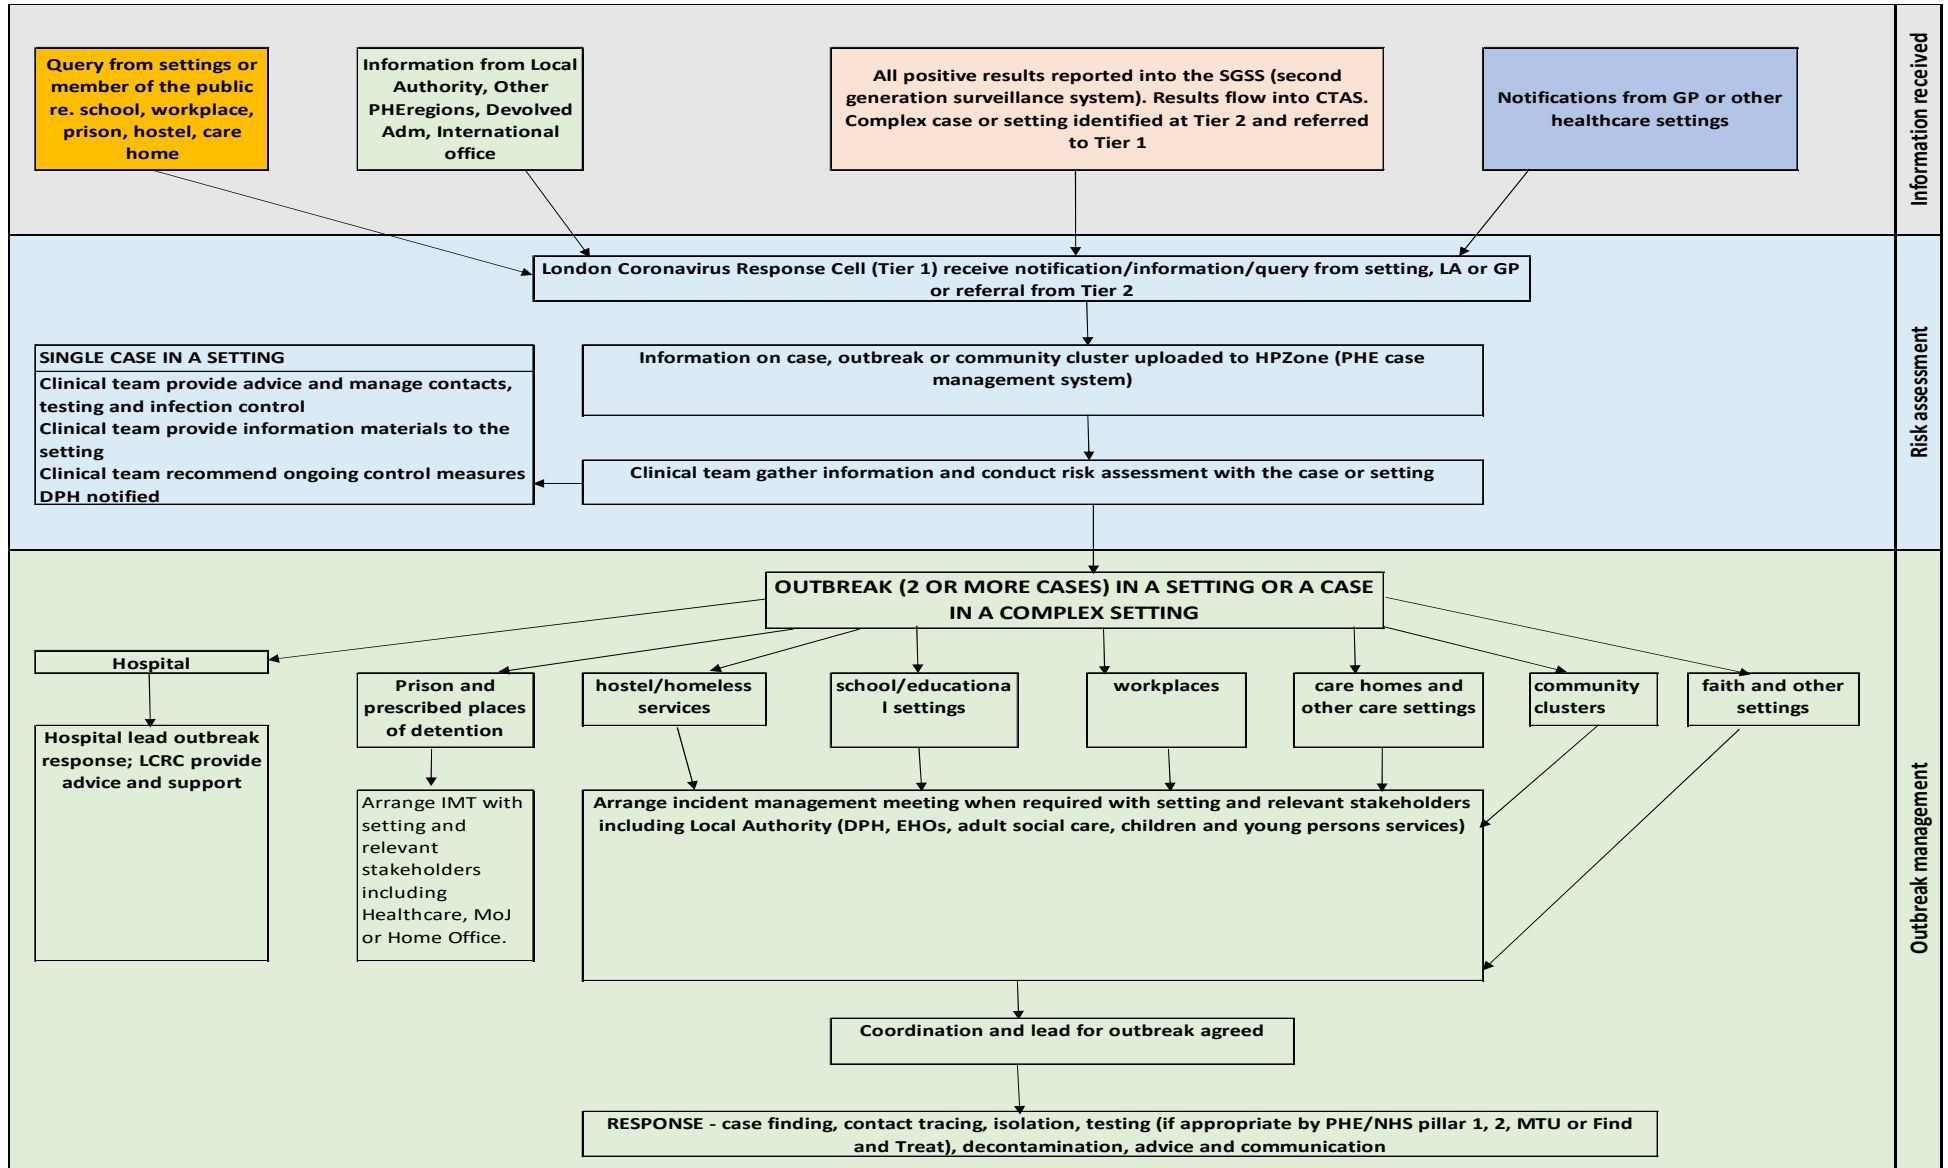 Query from settings or
member of the public
re. school, workplace,
prison, hostel, care
home
Information from Local
Authority, Other
PHEregions, Devolved
Adm, International
office
All positive results reported into the SGSS (second
generation surveillance system). Results flow into CTAS.
Complex case or setting identified at Tier 2 and referred
to Tier 1
Notifications from GP or other
healthcare settings
Information received
London Coronavirus Response Cell (Tier 1) receive notification/information/query from setting, LA or GP
or referral from Tier 2
SINGLE CASE IN A SETTING
Clinical team provide advice and manage contacts,
testing and infection control
Clinical team provide information materials to the
setting
Clinical team recommend ongoing control measures
DPH notified
Information on case, outbreak or community cluster uploaded to HPZone (PHE case
management system)
Clinical team gather information and conduct risk assessment with the case or setting
Risk assessment
OUTBREAK (2 OR MORE CASES) IN A SETTING OR A CASE
IN A COMPLEX SETTING
Hospital
Prison and
prescribed places
of detention
hostel/homeless
services
school/educationa
l settings
workplaces
care homes and
other care settings
community
clusters
faith and other
settings
Hospital lead outbreak
response; LCRC provide
advice and support
Arrange IMT with
setting and
relevant
stakeholders
including
Healthcare, MoJ
or Home Office.
Arrange incident management meeting when required with setting and relevant stakeholders
including Local Authority (DPH, EHOs, adult social care, children and young persons services)
Outbreak management
Coordination and lead for outbreak agreed
RESPONSE - case finding, contact tracing, isolation, testing (if appropriate by PHE/NHS pillar 1, 2, MTU or Find
and Treat), decontamination, advice and communication